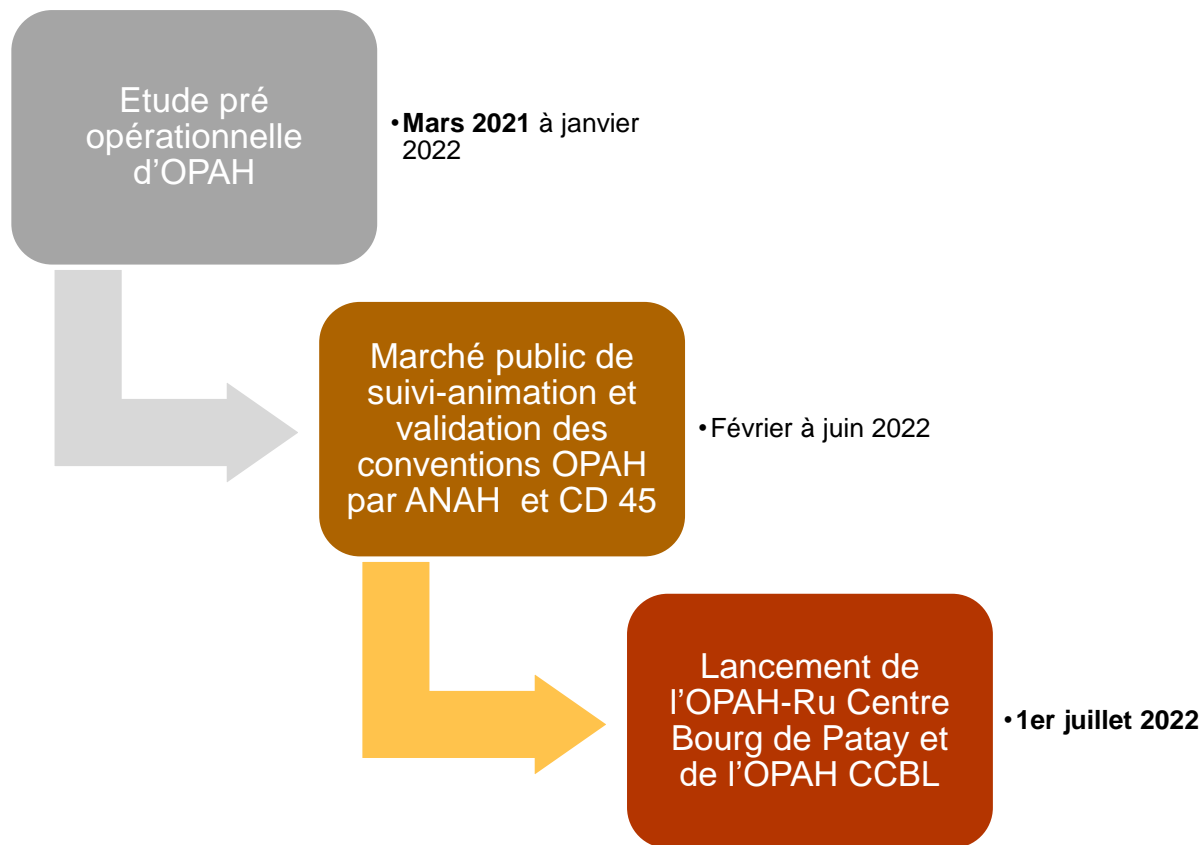 Etude pré
opérationnelle
d’OPAH
•Mars 2021 à janvier
2022
Marché public de
suivi-animation et
validation des
conventions OPAH
par ANAH  et CD 45
•Février à juin 2022
Lancement de
l’OPAH-Ru Centre
Bourg de Patay et
de l’OPAH CCBL
•1er juillet 2022